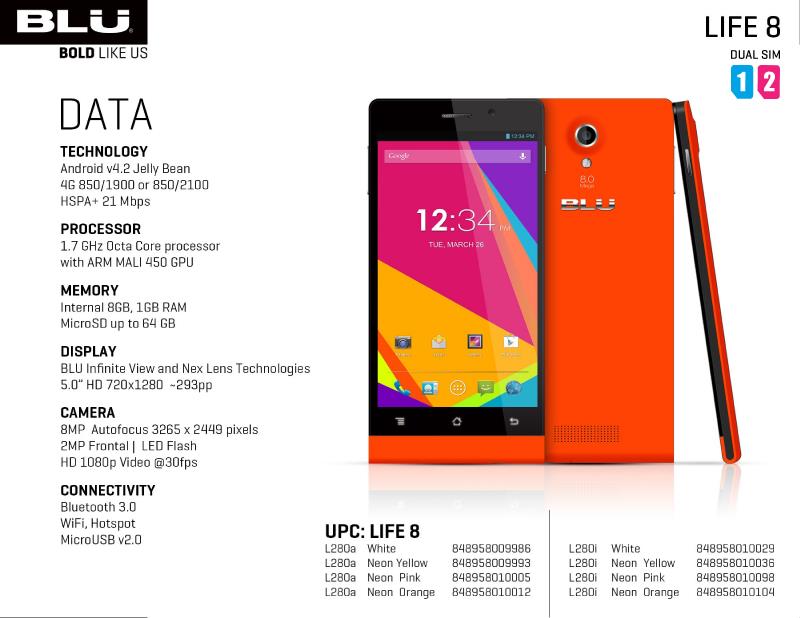 BLU
BOLD LIKE US
LIFE 8
DUAL SIM
1 2
DATA
TECHNOLOGY
Android v4.2 Jelly Bean
4G 850/1900 or 850/2100
HSPA+ 21 Mbps
PROCESSOR
1.7 GHz Octa Core processor
with ARM MALI 450 GPU
MEMORY
Internal 8GB, 1GB RAM
MicroSD up to 64 GB
DISPLAY
BLU Infinite View and Nex Lens Technologies
5.0" HD 720x1280 ~293pp
CAMERA
8MP Autofocus 3265 x 2449 pixels
2MP Frontal | LED Flash
HD 1080p Video @30fps
CONNECTIVITY
Bluetooth 3.0
WiFi, Hotspot
MicroUSB v2.0
12:34 PM
Google
12:34 PM
TUE, MARCH 26
8.0
Mega
BLU
UPC: LIFE 8
L280a White 848958009986
L280a Neon Yellow 848958009993
L280a Neon Pink 848958010005
L280a Neon Orange 848958010012
L280i White 848958010029
L280i Neon Yellow 848958010036
L280i Neon Pink 848958010098
L280i Neon Orange 848958010104